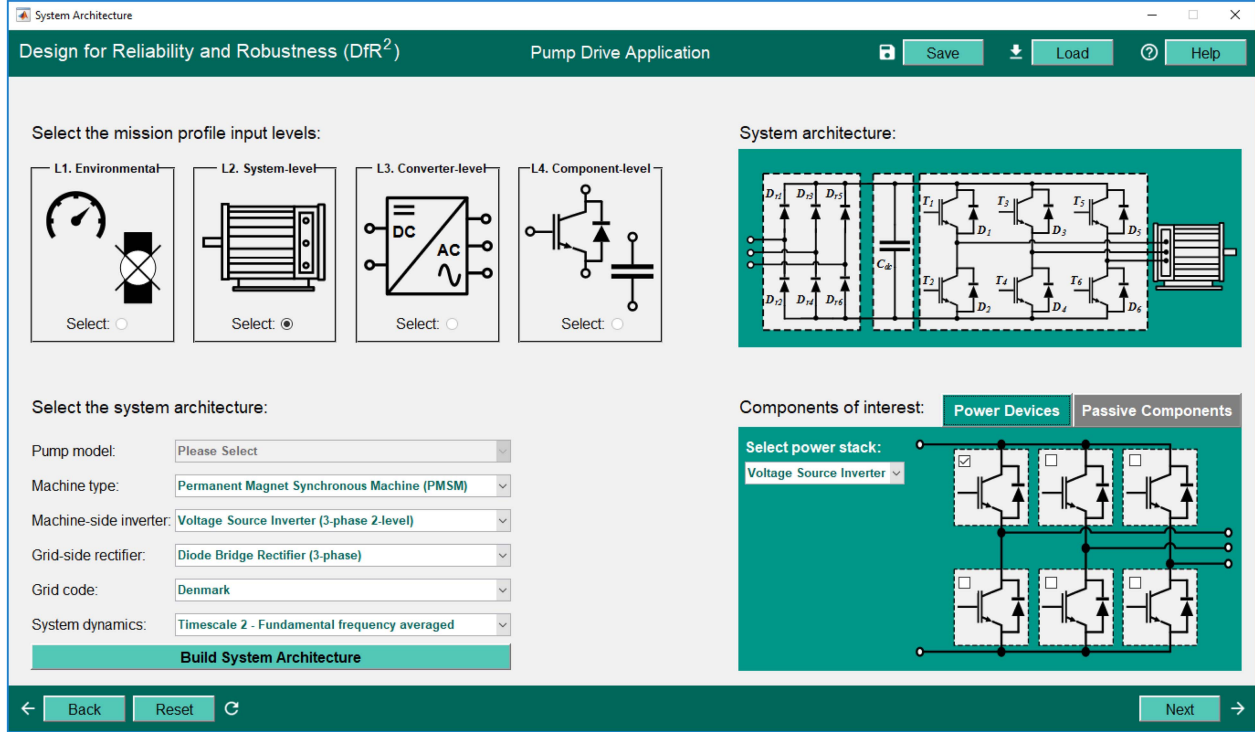 System Architecture
Design for Reliability and Robustness (DfR²)
Pump Drive Application
Save
Load
Help
Select the mission profile input levels:
L1. Environmental
L2. System-level
L3. Converter-level
L4. Component-level
DC
AC
Select:
Select:
Select:
Select:
System architecture:
Dr1 Dr3 Dr5
T1 T3 T5
D1 D3 D5
Cdc
T2 T4 T6
Dr2 Dr4 Dr6
D2 D4 D6
Select the system architecture:
Pump model: Please Select
Machine type: Permanent Magnet Synchronous Machine (PMSM)
Machine-side inverter: Voltage Source Inverter (3-phase 2-level)
Grid-side rectifier: Diode Bridge Rectifier (3-phase)
Grid code: Denmark
System dynamics: Timescale 2 - Fundamental frequency averaged
Build System Architecture
Components of interest:
Power Devices
Passive Components
Select power stack:
Voltage Source Inverter
Back
Reset
Next